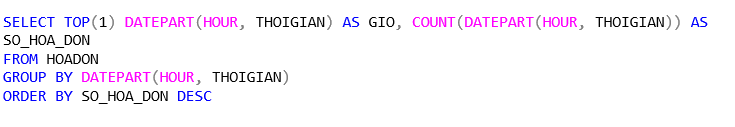 SELECT TOP(1) DATEPART(HOUR, THOIGIAN) AS GIO, COUNT(DATEPART(HOUR, THOIGIAN)) AS
SO_HOA_DON
FROM HOADON
GROUP BY DATEPART(HOUR, THOIGIAN)
ORDER BY SO_HOA_DON DESC